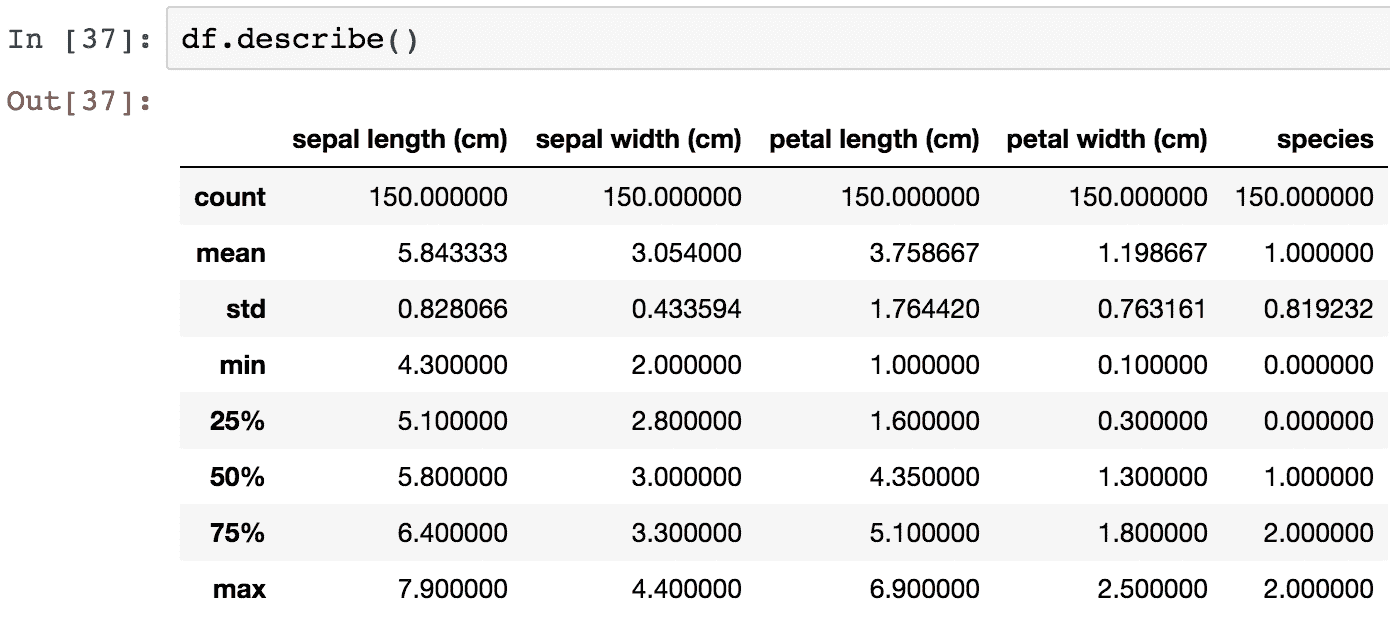 In [37]: df.describe()
Out[37]:
sepal length (cm) sepal width (cm) petal length (cm) petal width (cm) species
count 150.000000 150.000000 150.000000 150.000000 150.000000
mean 5.843333 3.054000 3.758667 1.198667 1.000000
std 0.828066 0.433594 1.764420 0.763161 0.819232
min 4.300000 2.000000 1.000000 0.100000 0.000000
25% 5.100000 2.800000 1.600000 0.300000 0.000000
50% 5.800000 3.000000 4.350000 1.300000 1.000000
75% 6.400000 3.300000 5.100000 1.800000 2.000000
max 7.900000 4.400000 6.900000 2.500000 2.000000